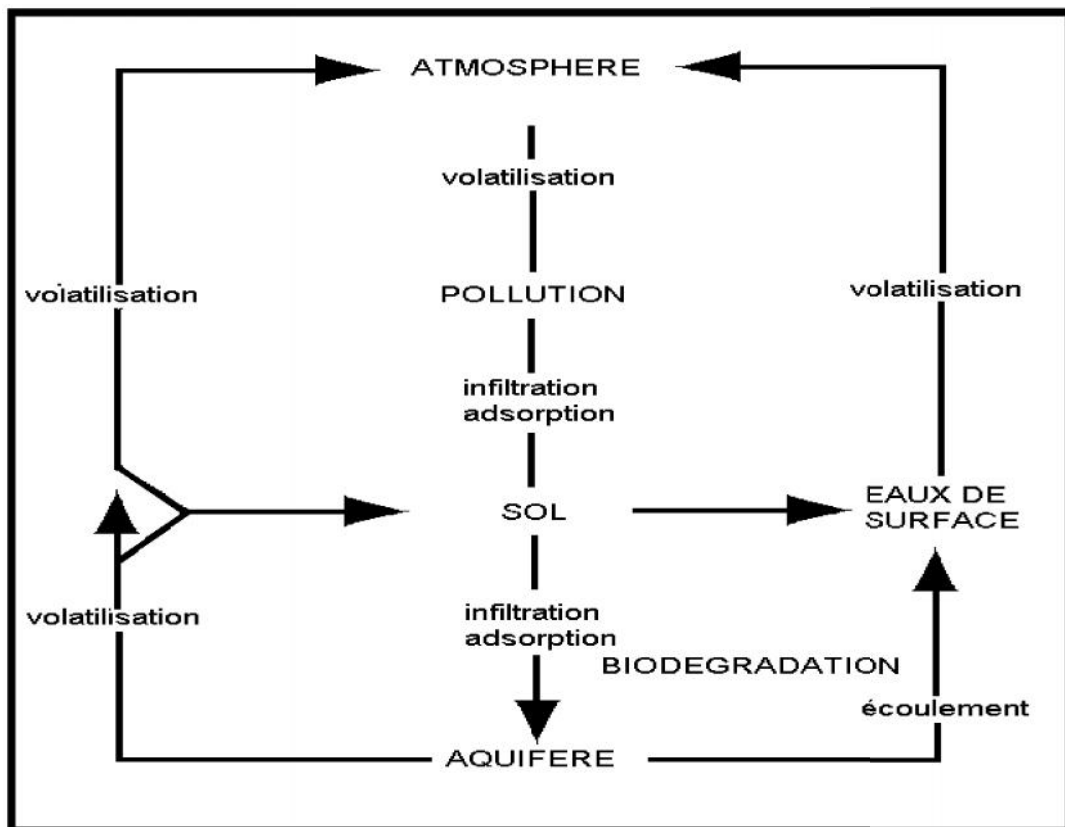 ATMOSPHERE
volatilisation
volatilisation
POLLUTION
volatilisation
infiltration
adsorption
SOL
EAUX DE
SURFACE
volatilisation
infiltration
adsorption
BIODEGRADATION
écoulement
AQUIFERE